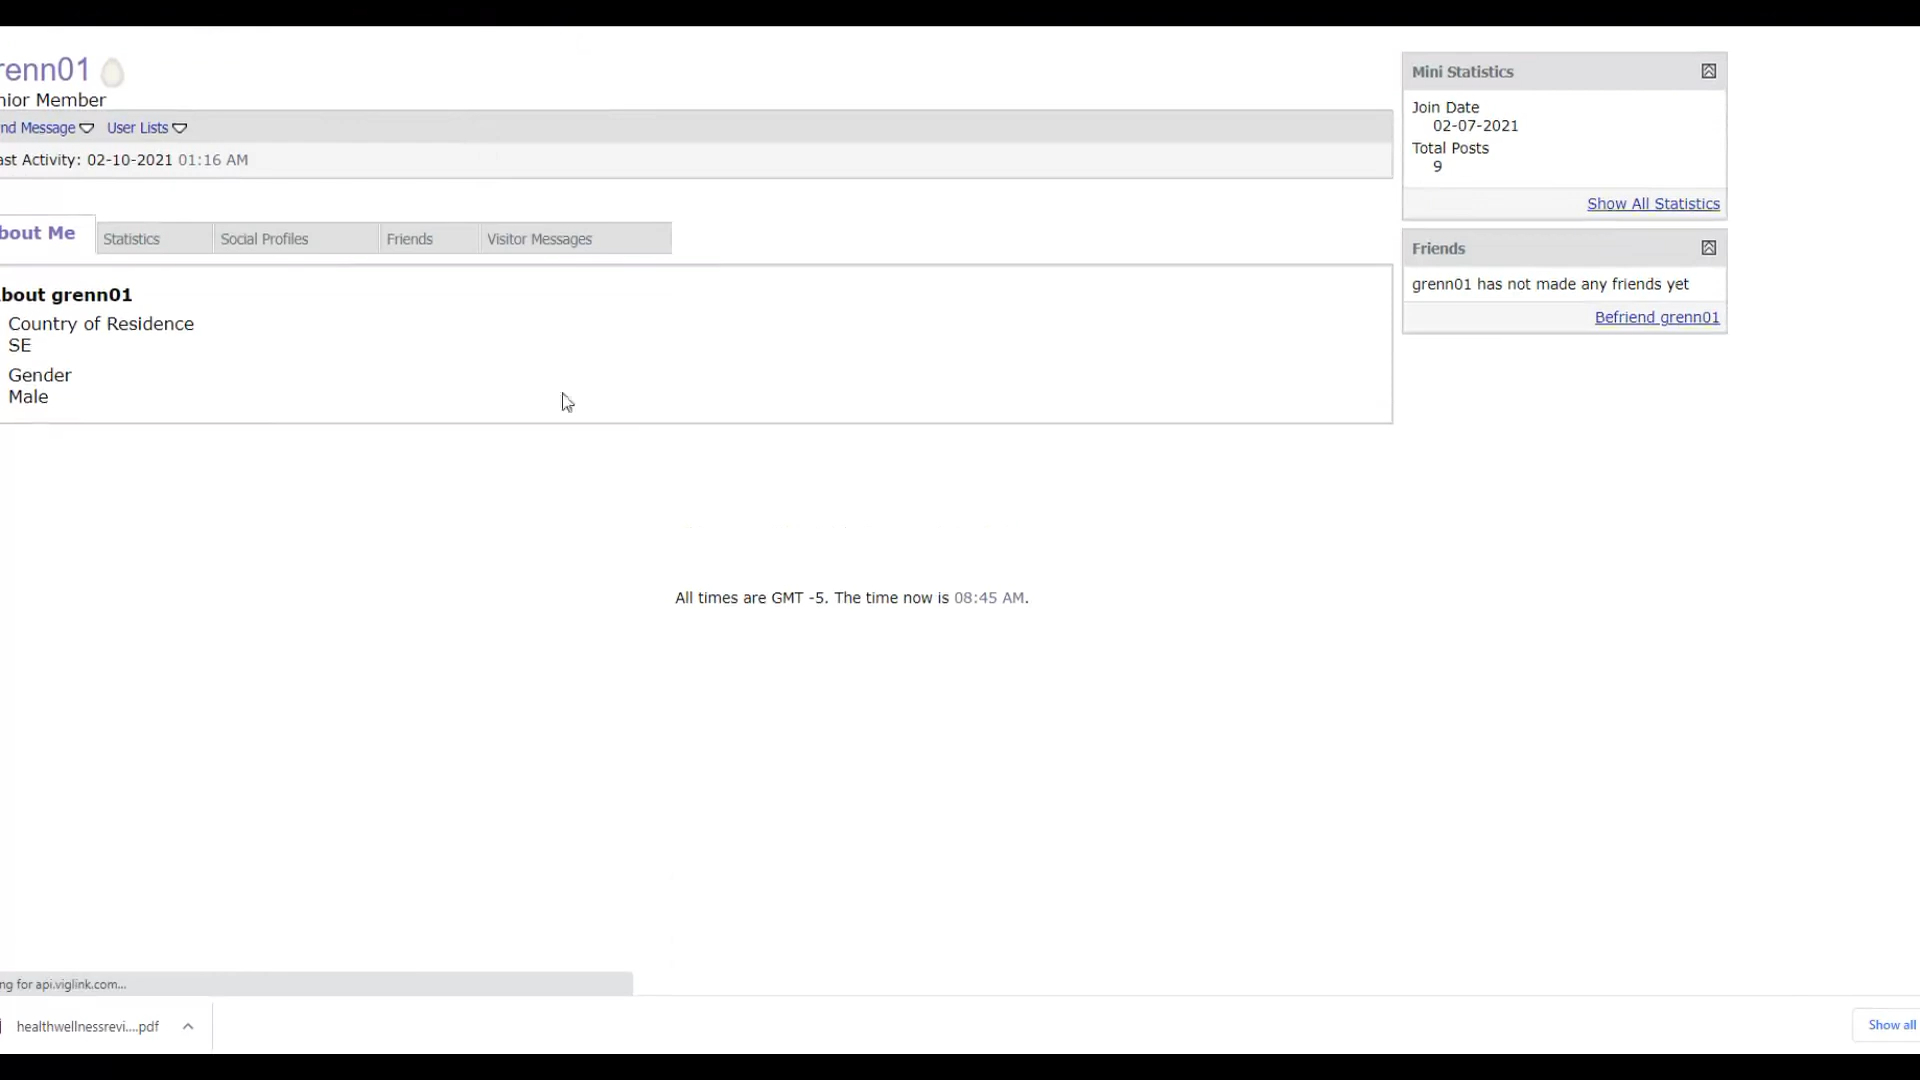 renn01
nior Member
nd Message User Lists
ast Activity: 02-10-2021 01:16 AM
bout Me
Statistics
Social Profiles
Friends
Visitor Messages
bout grenn01
Country of Residence
SE
Gender
Male
Mini Statistics
Join Date
02-07-2021
Total Posts
9
Show All Statistics
Friends
grenn01 has not made any friends yet
Befriend grenn01
All times are GMT -5. The time now is 08:45 AM.
ng for api.viglink.com...
healthwellnessrevi....pdf
Show all